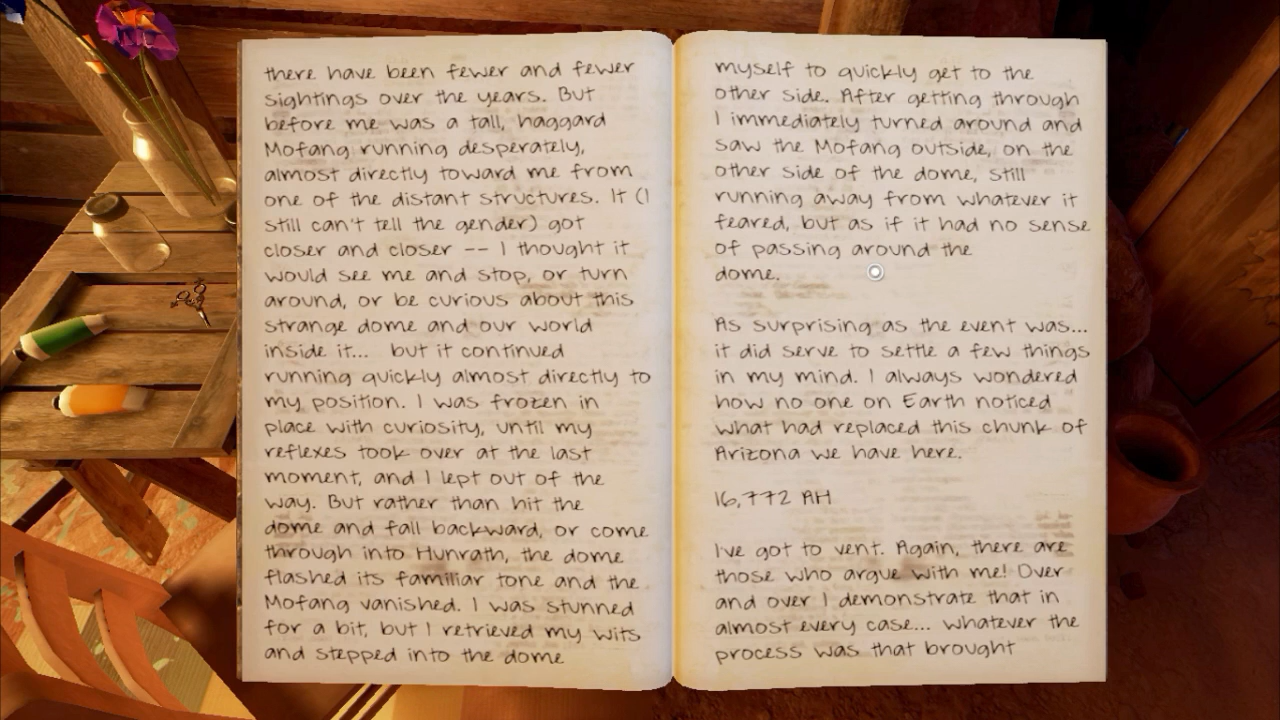 there have been fewer and fewer
sightings over the years. But
before me was a tall, haggard
Mofang running desperately,
almost directly toward me from
one of the distant structures. It (I
still can't tell the gender) got
closer and closer -- I thought it
would see me and stop, or turn
around, or be curious about this
strange dome and our world
inside it... but it continued
running quickly almost directly to
my position. I was frozen in
place with curiosity, until my
reflexes took over at the last
moment, and I lept out of the
way. But rather than hit the
dome and fall backward, or come
through into Hunrath, the dome
flashed its familiar tone and the
Mofang vanished. I was stunned
for a bit, but I retrieved my wits
and stepped into the dome
myself to quickly get to the
other side. After getting through
I immediately turned around and
saw the Mofang outside, on the
other side of the dome, still
running away from whatever it
feared, but as if it had no sense
of passing around the
dome.
As surprising as the event was...
it did serve to settle a few things
in my mind. I always wondered
how no one on Earth noticed
what had replaced this chunk of
Arizona we have here.
16,772 AH
I've got to vent. Again, there are
those who argue with me! Over
and over I demonstrate that in
almost every case... whatever the
process was that brought